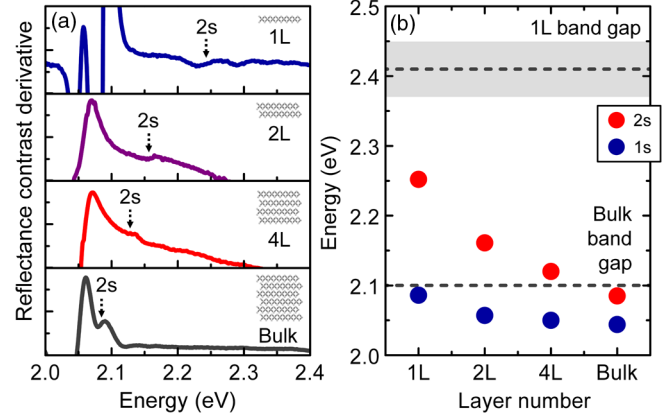 (a)
2s
1L
2s
2L
2s
4L
2s
Bulk
Reflectance contrast derivative
2.0 2.1 2.2 2.3 2.4
Energy (eV)
(b)
1L band gap
2s
1s
Bulk
band
gap
2.5
2.4
2.3
2.2
2.1
2.0
Energy (eV)
1L 2L 4L Bulk
Layer number